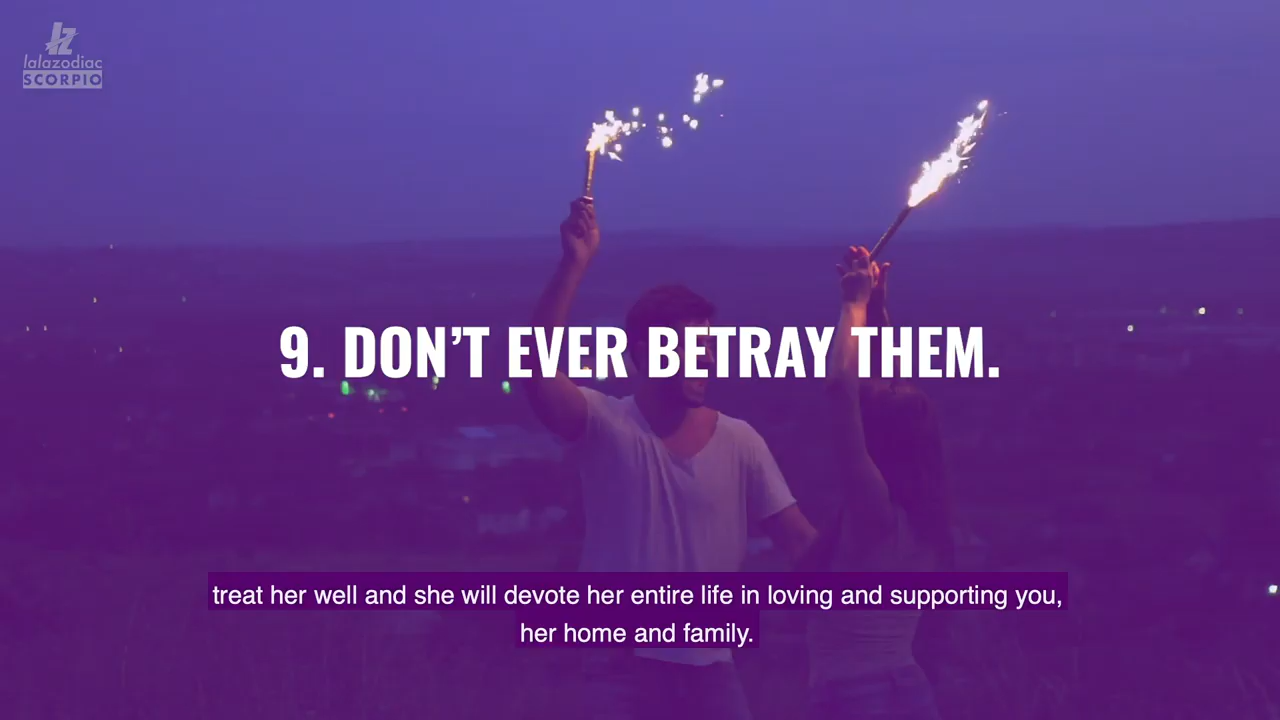 lalazodiac
SCORPIO
9. DON’T EVER BETRAY THEM.
treat her well and she will devote her entire life in loving and supporting you,
her home and family.